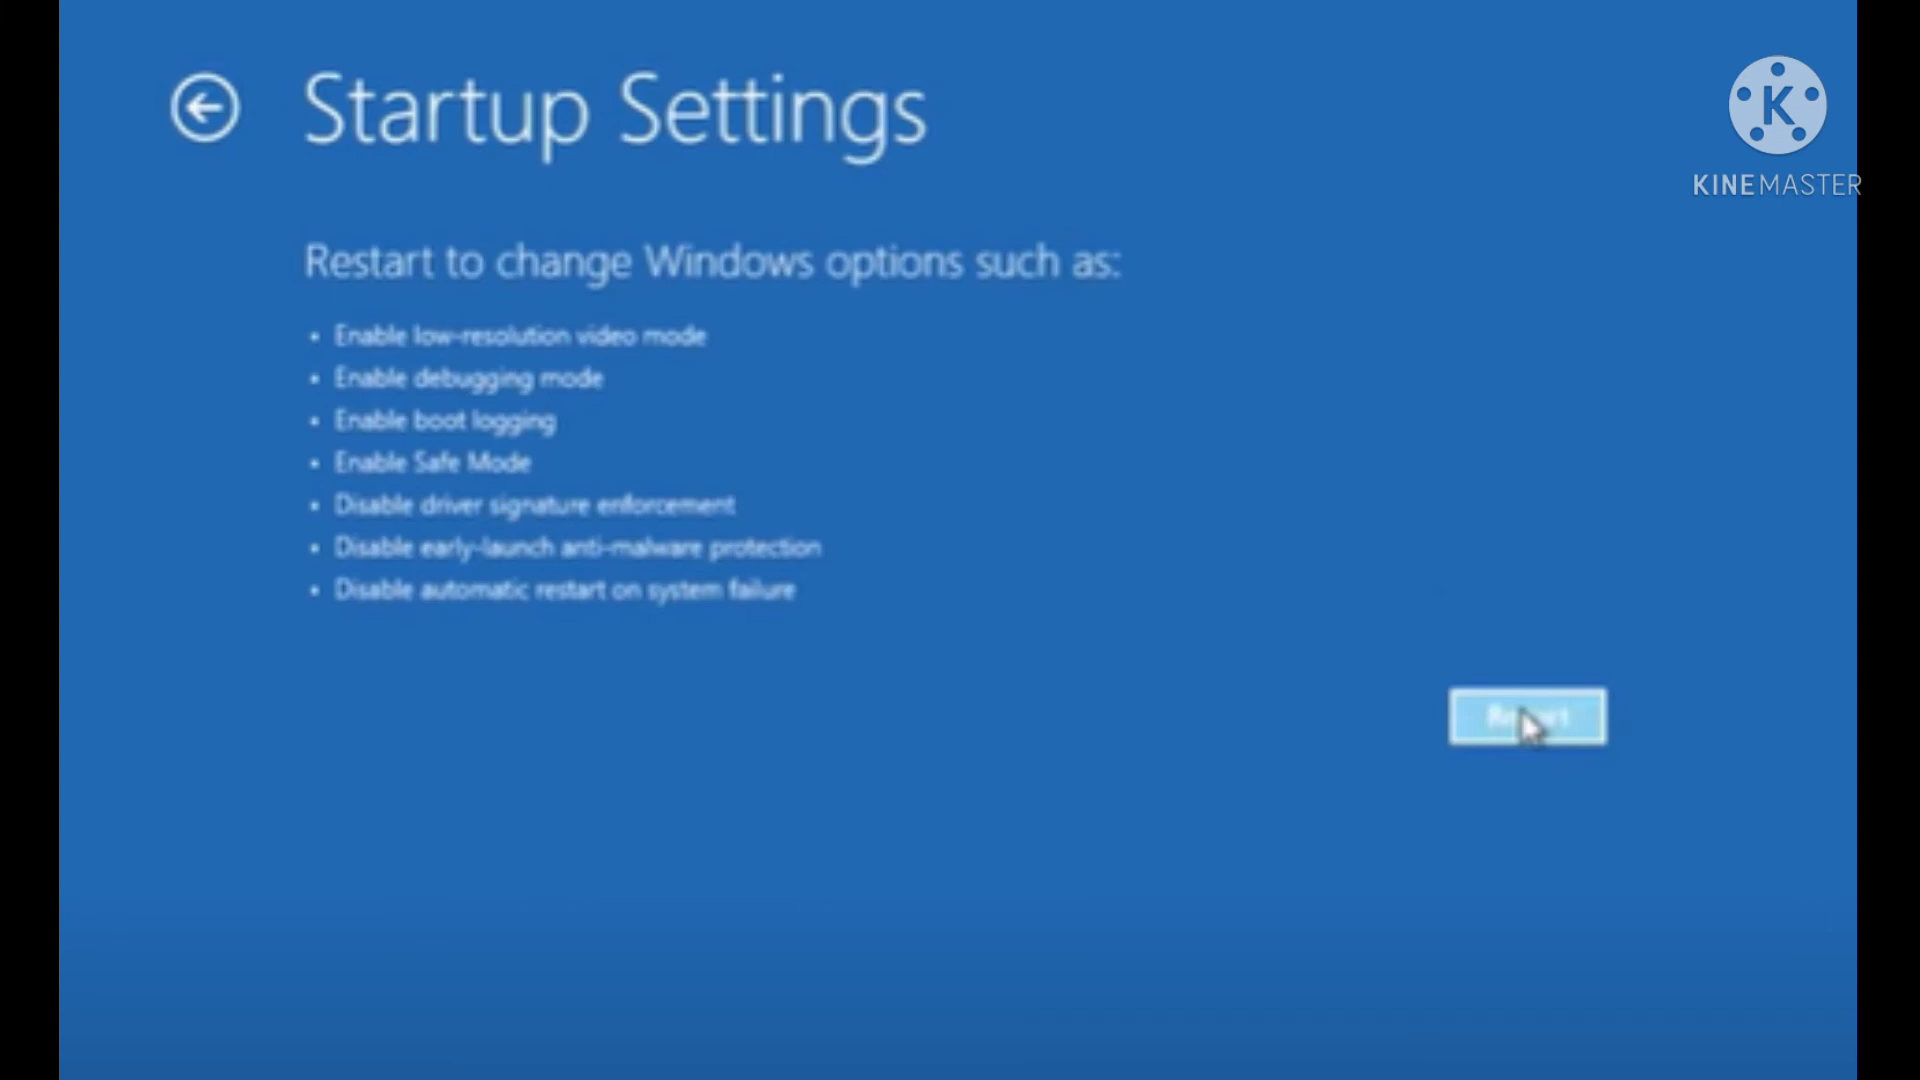 Startup Settings
K
KINEMASTER
Restart to change Windows options such as:
• Enable low-resolution video mode
• Enable debugging mode
• Enable boot logging
• Enable Safe Mode
• Disable driver signature enforcement
• Disable early-launch anti-malware protection
• Disable automatic restart on system failure
Restart